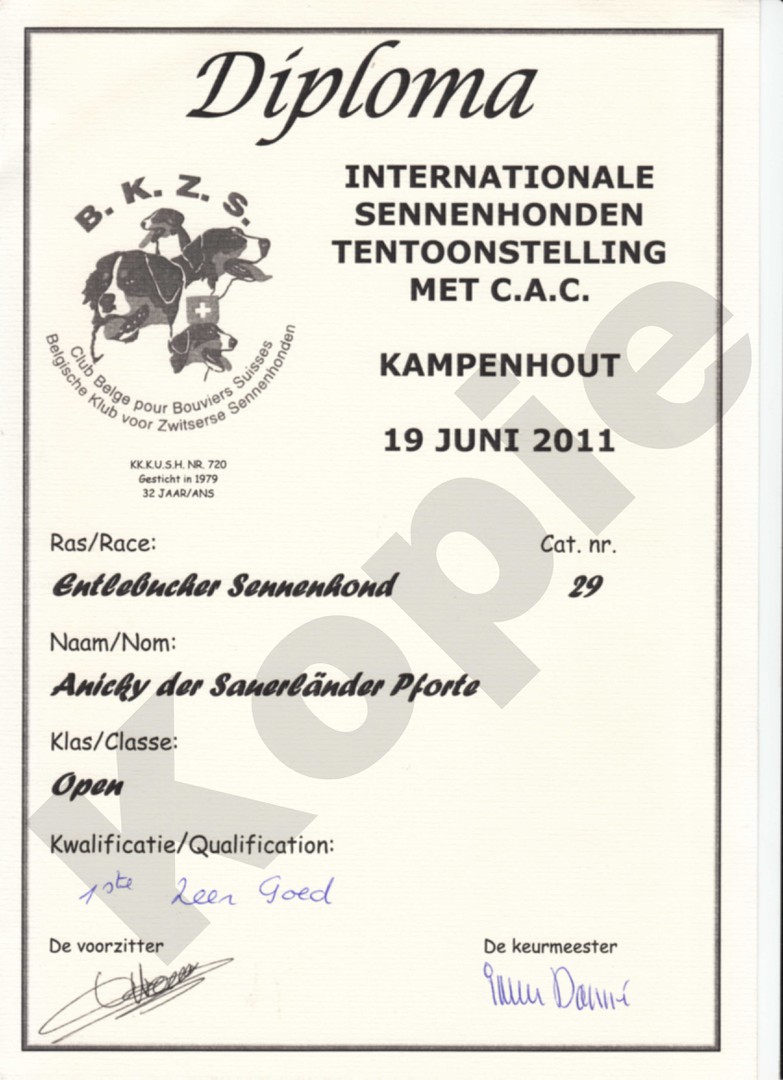 Diploma
B. K. Z. S.
Club Belge pour Bouviers Suisses
Belgische Klub voor Zwitserse Sennenhonden
KK.K.U.S.H. NR. 720
Gesticht in 1979
32 JAAR/ANS
INTERNATIONALE
SENNENHONDEN
TENTOONSTELLING
MET C.A.C.
KAMPENHOUT
19 JUNI 2011
Ras/Race:
Cat. nr.
Entlebucher Sennenhond
29
Naam/Nom:
Anicky der Sauerländer Pforte
Klas/Classe:
Open
Kwalificatie/Qualification:
1ste Zeer Goed
De voorzitter
De keurmeester
Kopie